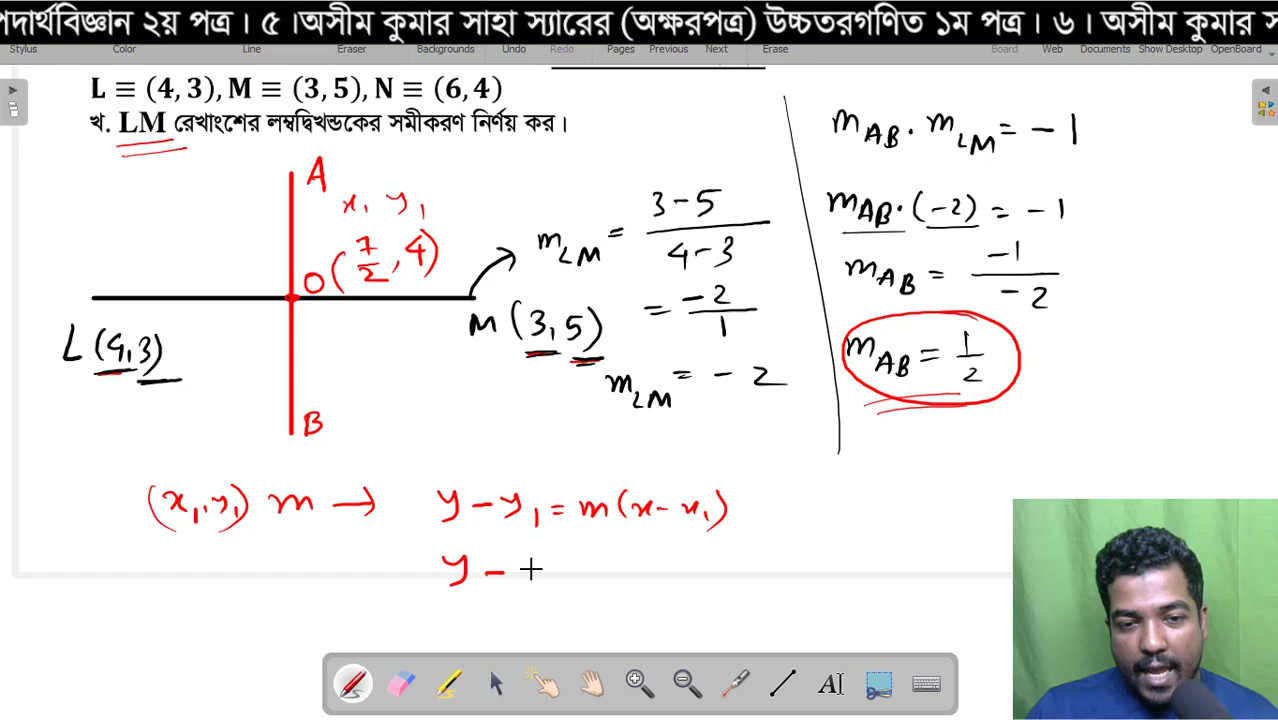 পদার্থবিজ্ঞান ২য় পত্র। ৫ ।অসীম কুমার সাহা স্যারের (অক্ষরপত্র) উচ্চতরগণিত ১ম পত্র। ৬। অসীম কুমার
Stylus Color Line Eraser Backgrounds Undo Redo Pages Previous Next Erase Board Web Documents Show Desktop OpenBoard
L ≡ (4, 3), M ≡ (3, 5), N ≡ (6, 4)
খ. LM রেখাংশের লম্বদ্বিখন্ডকের সমীকরণ নির্ণয় কর।
A
x₁ y₁
O(7/2, 4)
L(4,3)
M(3,5)
B
m_LM = (3-5)/(4-3)
= -2/1
m_LM = -2
m_AB . m_LM = -1
m_AB . (-2) = -1
m_AB = -1/-2
m_AB = 1/2
(x₁,y₁) m → y - y₁ = m(x - x₁)
y -